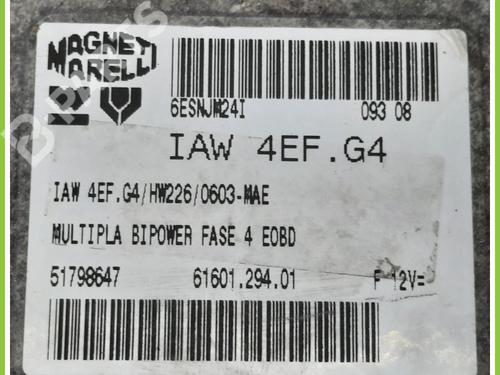 MAGNETI
MARELLI
6ESNJM24I 093 08
IAW 4EF.G4
IAW 4EF.G4/HW226/0603-MAE
MULTIPLA BIPOWER FASE 4 EOBD
51798647 61601.294.01 F 12V=